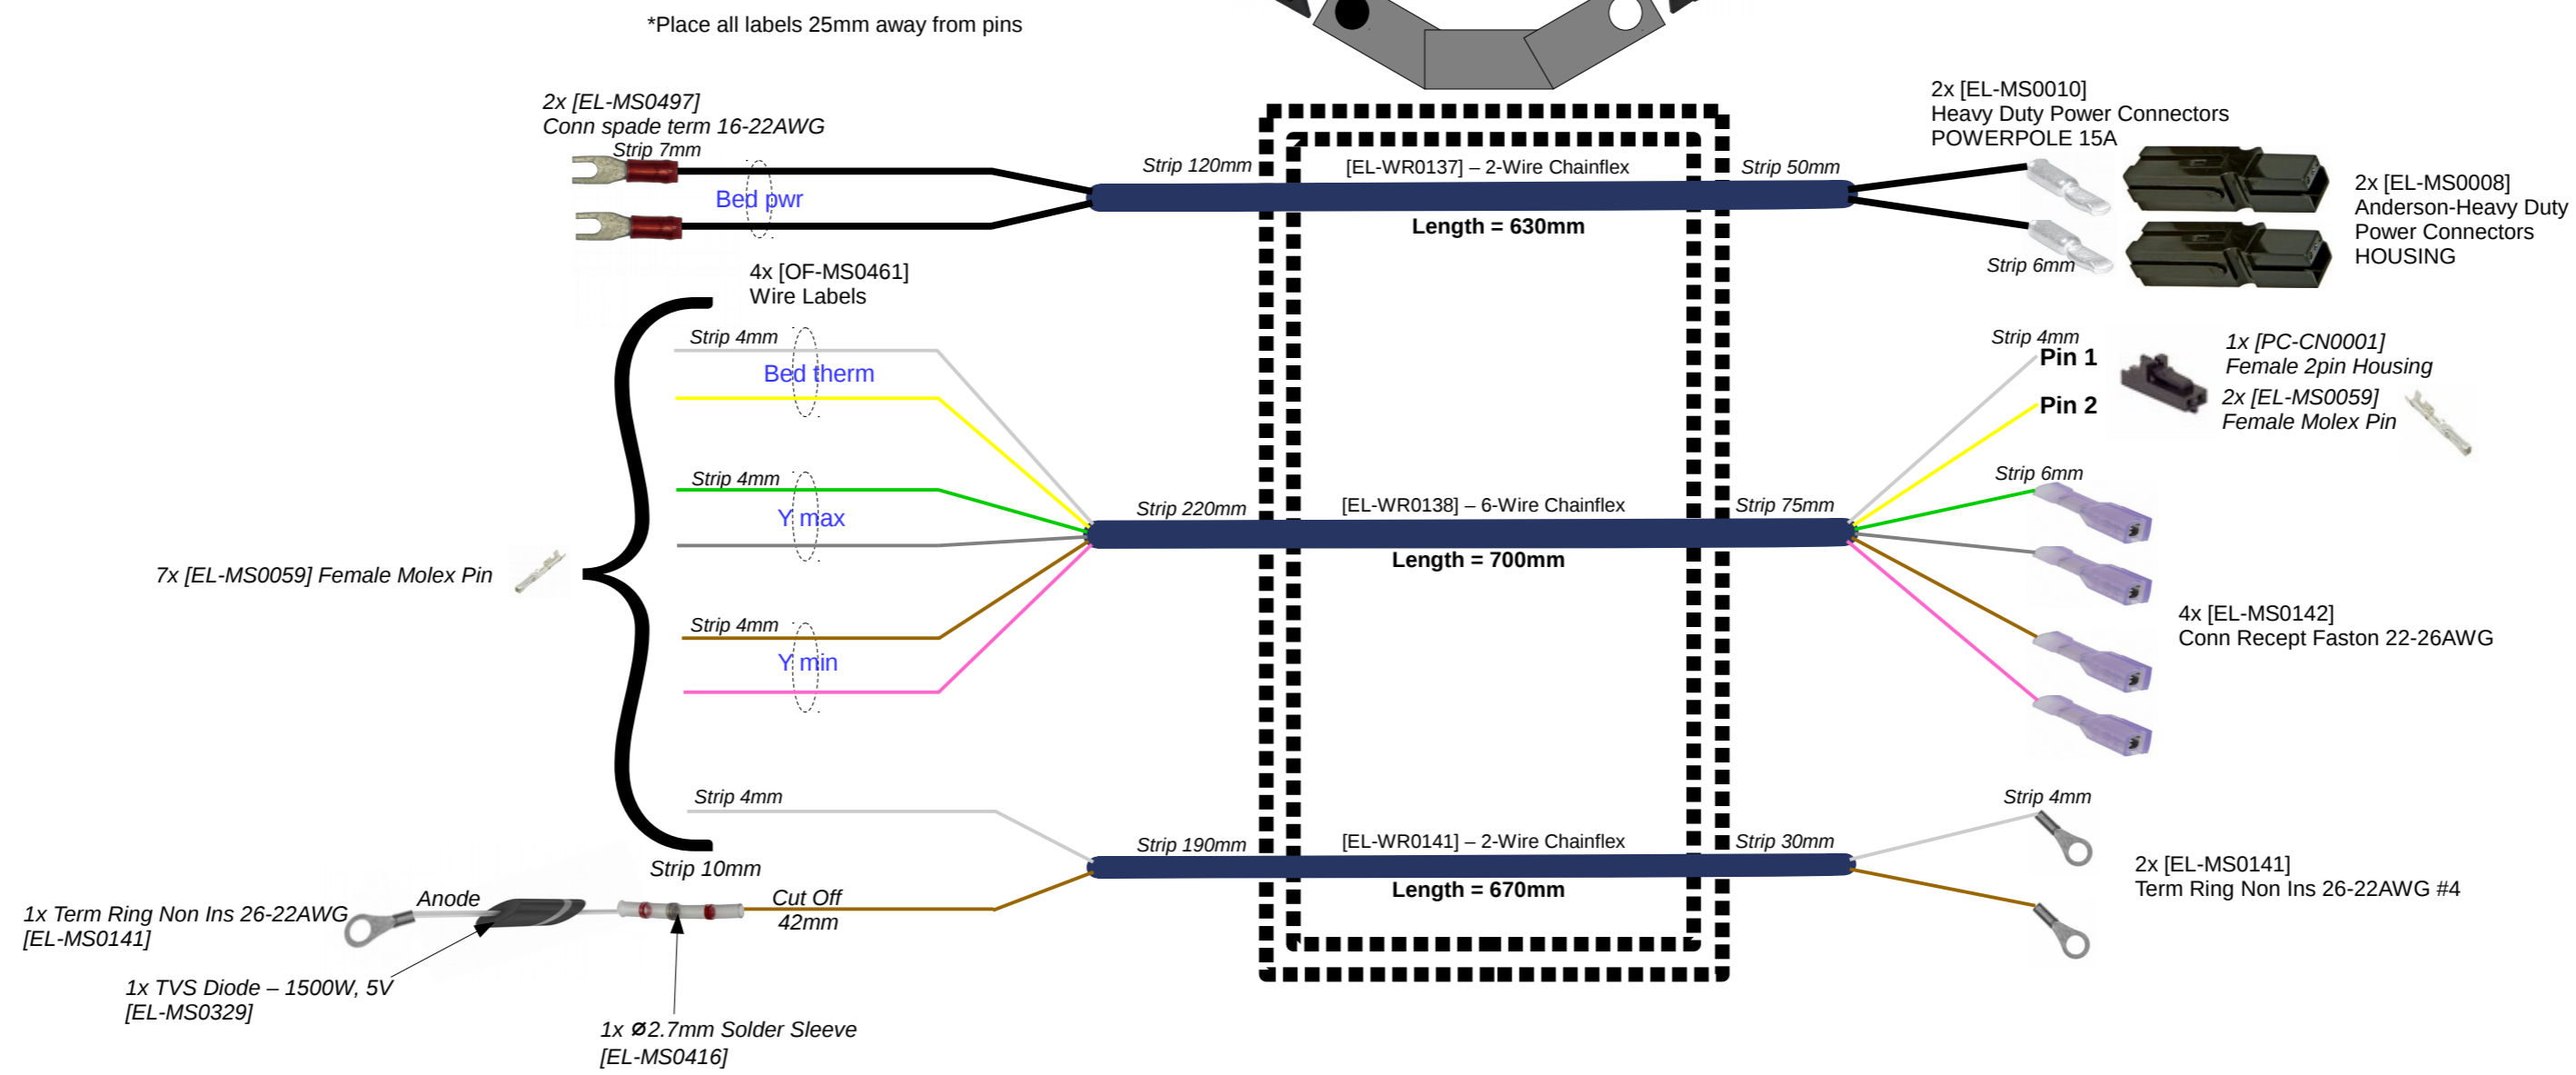 *Place all labels 25mm away from pins
2x [EL-MS0497]
Conn spade term 16-22AWG
Strip 7mm
Bed pwr
Strip 120mm
[EL-WR0137] – 2-Wire Chainflex
Length = 630mm
Strip 50mm
2x [EL-MS0010]
Heavy Duty Power Connectors
POWERPOLE 15A
Strip 6mm
2x [EL-MS0008]
Anderson-Heavy Duty
Power Connectors
HOUSING
4x [OF-MS0461]
Wire Labels
Strip 4mm
Bed therm
Strip 4mm
Y max
Strip 4mm
Y min
7x [EL-MS0059] Female Molex Pin
Strip 220mm
[EL-WR0138] – 6-Wire Chainflex
Length = 700mm
Strip 75mm
Strip 4mm
Pin 1
Pin 2
1x [PC-CN0001]
Female 2pin Housing
2x [EL-MS0059]
Female Molex Pin
Strip 6mm
4x [EL-MS0142]
Conn Recept Faston 22-26AWG
Strip 4mm
Strip 190mm
[EL-WR0141] – 2-Wire Chainflex
Length = 670mm
Strip 30mm
Strip 4mm
2x [EL-MS0141]
Term Ring Non Ins 26-22AWG #4
Strip 10mm
Anode
Cut Off
42mm
1x Term Ring Non Ins 26-22AWG
[EL-MS0141]
1x TVS Diode – 1500W, 5V
[EL-MS0329]
1x ⌀2.7mm Solder Sleeve
[EL-MS0416]